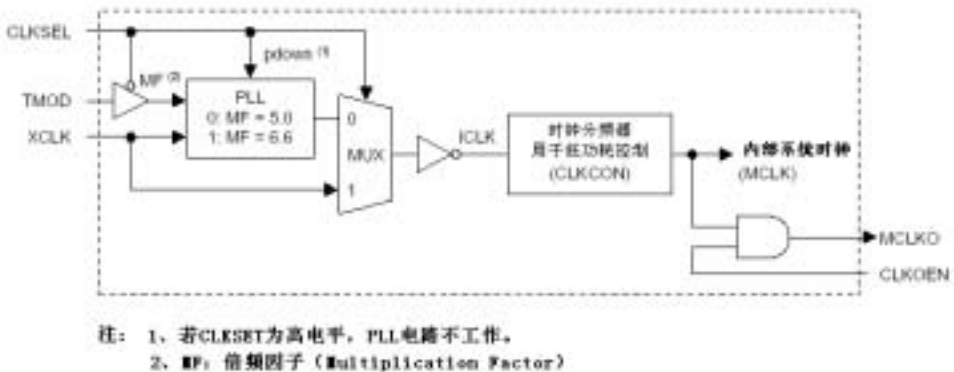 CLKSEL
pdown (1)
MF (2)
TMOD
PLL
0: MF = 5.0
1: MF = 6.6
XCLK
0
MUX
1
ICLK
时钟分频器
用于低功耗控制
(CLKCON)
内部系统时钟
(MCLK)
MCLKO
CLKOEN
注： 1、若CLKSET为高电平，PLL电路不工作。
2、MF：倍频因子（Multiplication Factor）